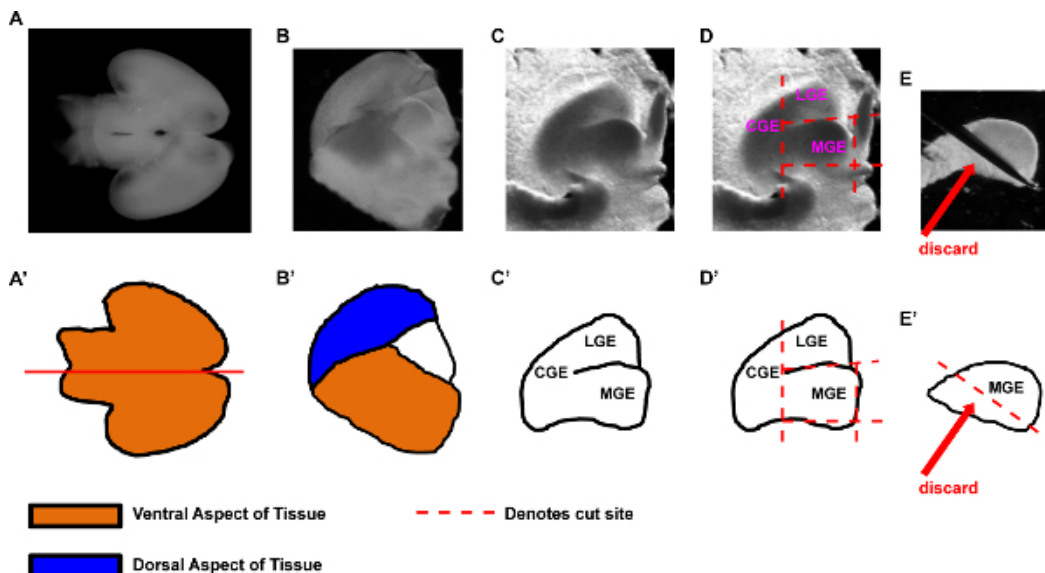 A
B
C
D
E
LGE
CGE
MGE
discard
A'
B'
C'
D'
E'
LGE
CGE
MGE
LGE
CGE
MGE
MGE
discard
Ventral Aspect of Tissue
Denotes cut site
Dorsal Aspect of Tissue